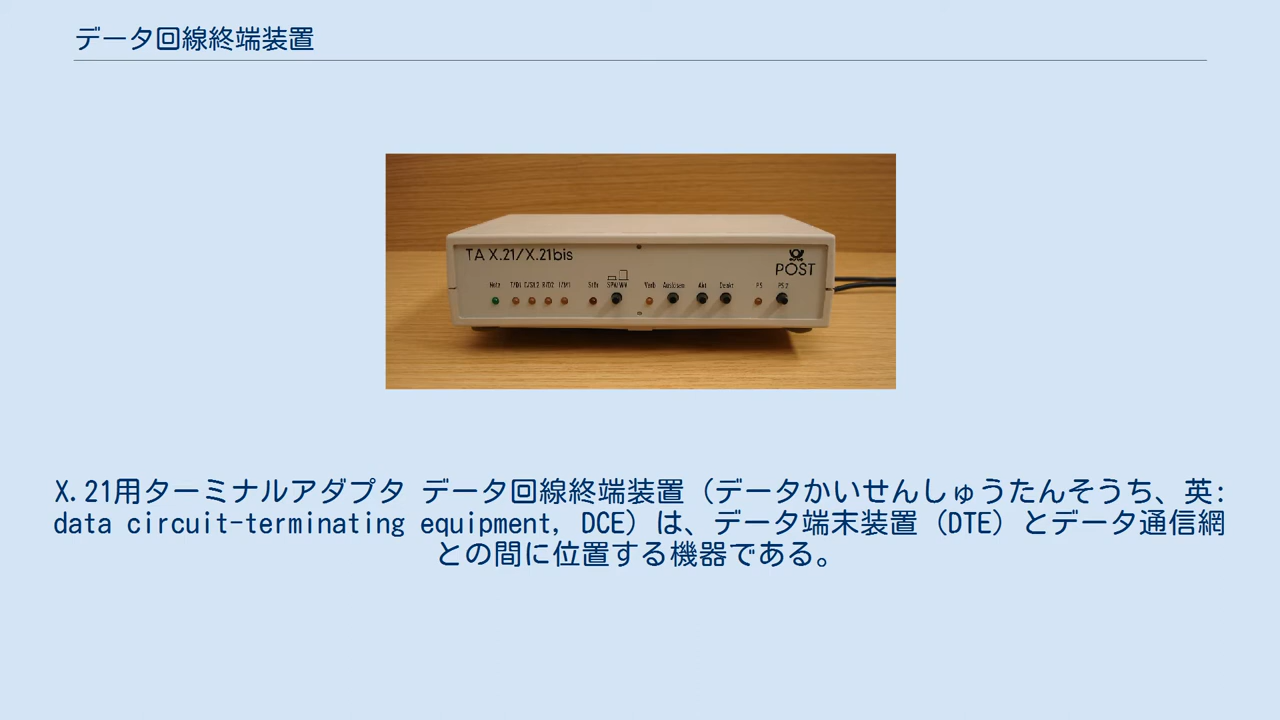 データ回線終端装置
TA X.21/X.21bis
POST
Netz
Verb Auslösen
X.21用ターミナルアダプタ データ回線終端装置（データかいせんしゅうたんそうち、英:
data circuit-terminating equipment, DCE）は、データ端末装置（DTE）とデータ通信網
との間に位置する機器である。